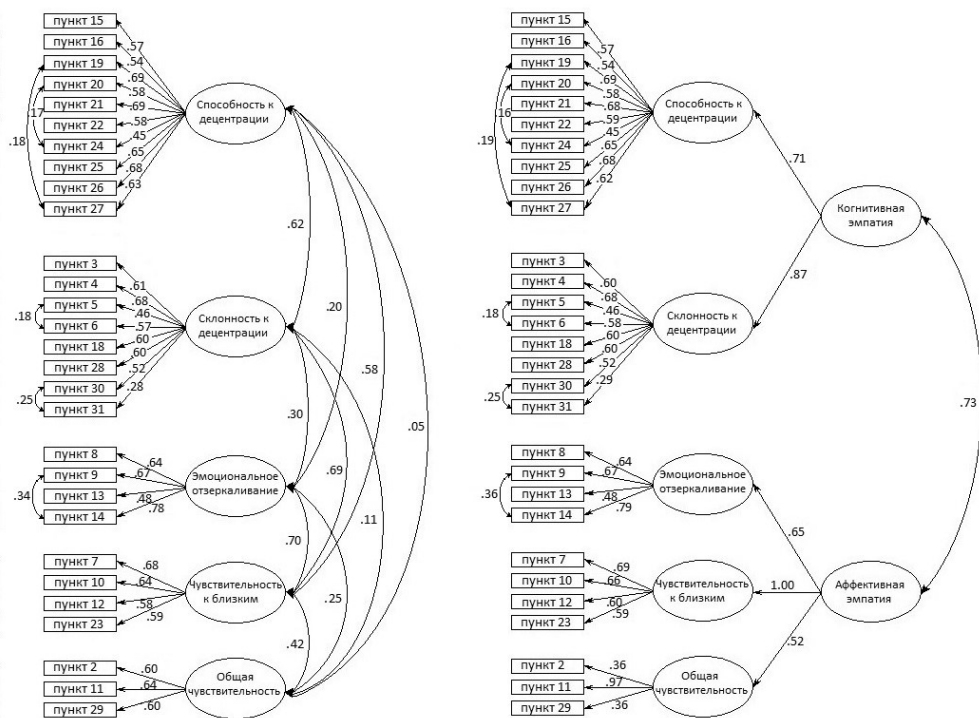 пункт 15
пункт 16
пункт 19
пункт 20
пункт 21
пункт 22
пункт 24
пункт 25
пункт 26
пункт 27
.57
.54
.69
.58
.69
.58
.45
.65
.68
.63
.17
.18
Способность к
децентрации
пункт 3
пункт 4
пункт 5
пункт 6
пункт 18
пункт 28
пункт 30
пункт 31
.61
.68
.46
.57
.60
.60
.52
.28
.18
.25
Склонность к
децентрации
пункт 8
пункт 9
пункт 13
пункт 14
.64
.67
.48
.78
.34
Эмоциональное
отзеркаливание
пункт 7
пункт 10
пункт 12
пункт 23
.68
.64
.58
.59
Чувствительность
к близким
пункт 2
пункт 11
пункт 29
.60
.64
.60
Общая
чувствительность
.62
.20
.58
.05
.30
.69
.11
.70
.25
.42
пункт 15
пункт 16
пункт 19
пункт 20
пункт 21
пункт 22
пункт 24
пункт 25
пункт 26
пункт 27
.57
.54
.69
.58
.68
.59
.45
.65
.68
.62
.16
.19
Способность к
децентрации
пункт 3
пункт 4
пункт 5
пункт 6
пункт 18
пункт 28
пункт 30
пункт 31
.60
.68
.46
.58
.60
.60
.52
.29
.18
.25
Склонность к
децентрации
пункт 8
пункт 9
пункт 13
пункт 14
.64
.67
.48
.79
.36
Эмоциональное
отзеркаливание
пункт 7
пункт 10
пункт 12
пункт 23
.69
.66
.60
.59
Чувствительность
к близким
пункт 2
пункт 11
пункт 29
.36
.97
.36
Общая
чувствительность
.71
.87
Когнитивная
эмпатия
.73
.65
1.00
.52
Аффективная
эмпатия